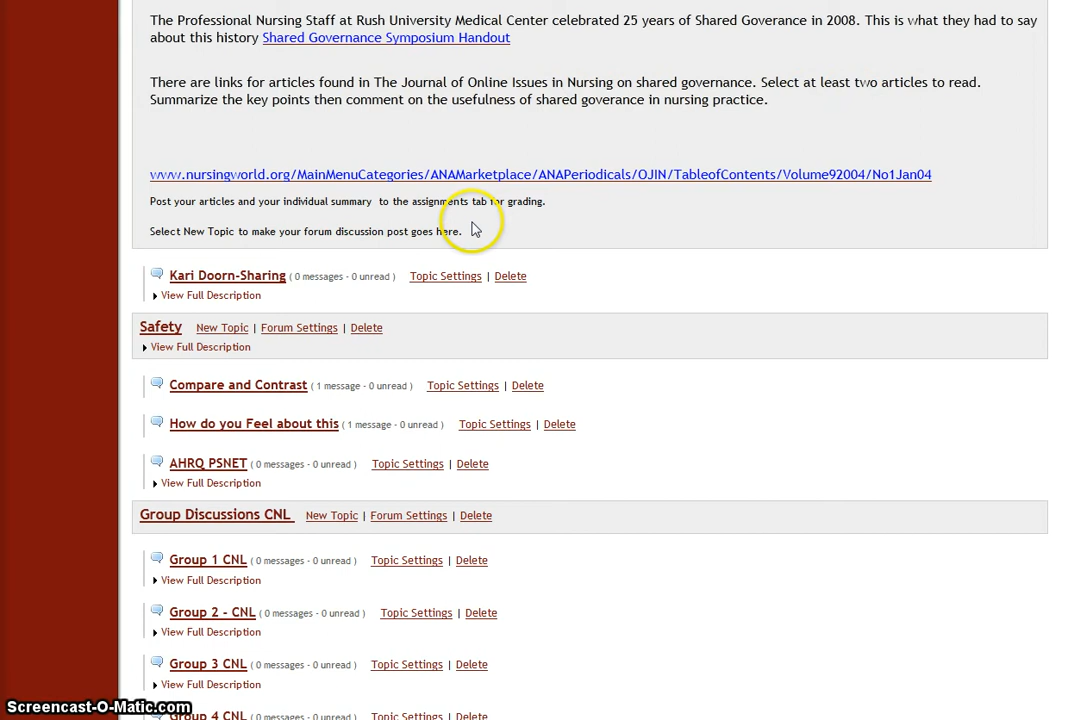 The Professional Nursing Staff at Rush University Medical Center celebrated 25 years of Shared Goverance in 2008. This is what they had to say
about this history Shared Governance Symposium Handout
There are links for articles found in The Journal of Online Issues in Nursing on shared governance. Select at least two articles to read.
Summarize the key points then comment on the usefulness of shared goverance in nursing practice.
www.nursingworld.org/MainMenuCategories/ANAMarketplace/ANAPeriodicals/OJIN/TableofContents/Volume92004/No1Jan04
Post your articles and your individual summary to the assignments tab for grading.
Select New Topic to make your forum discussion post goes here.
Kari Doorn-Sharing ( 0 messages - 0 unread ) Topic Settings | Delete
View Full Description
Safety New Topic | Forum Settings | Delete
View Full Description
Compare and Contrast ( 1 message - 0 unread ) Topic Settings | Delete
How do you Feel about this ( 1 message - 0 unread ) Topic Settings | Delete
AHRQ PSNET ( 0 messages - 0 unread ) Topic Settings | Delete
View Full Description
Group Discussions CNL New Topic | Forum Settings | Delete
Group 1 CNL ( 0 messages - 0 unread ) Topic Settings | Delete
View Full Description
Group 2 - CNL ( 0 messages - 0 unread ) Topic Settings | Delete
View Full Description
Group 3 CNL ( 0 messages - 0 unread ) Topic Settings | Delete
View Full Description
Group 4 CNL ( 0 messages - 0 unread ) Topic Settings | Delete
Screencast-O-Matic.com